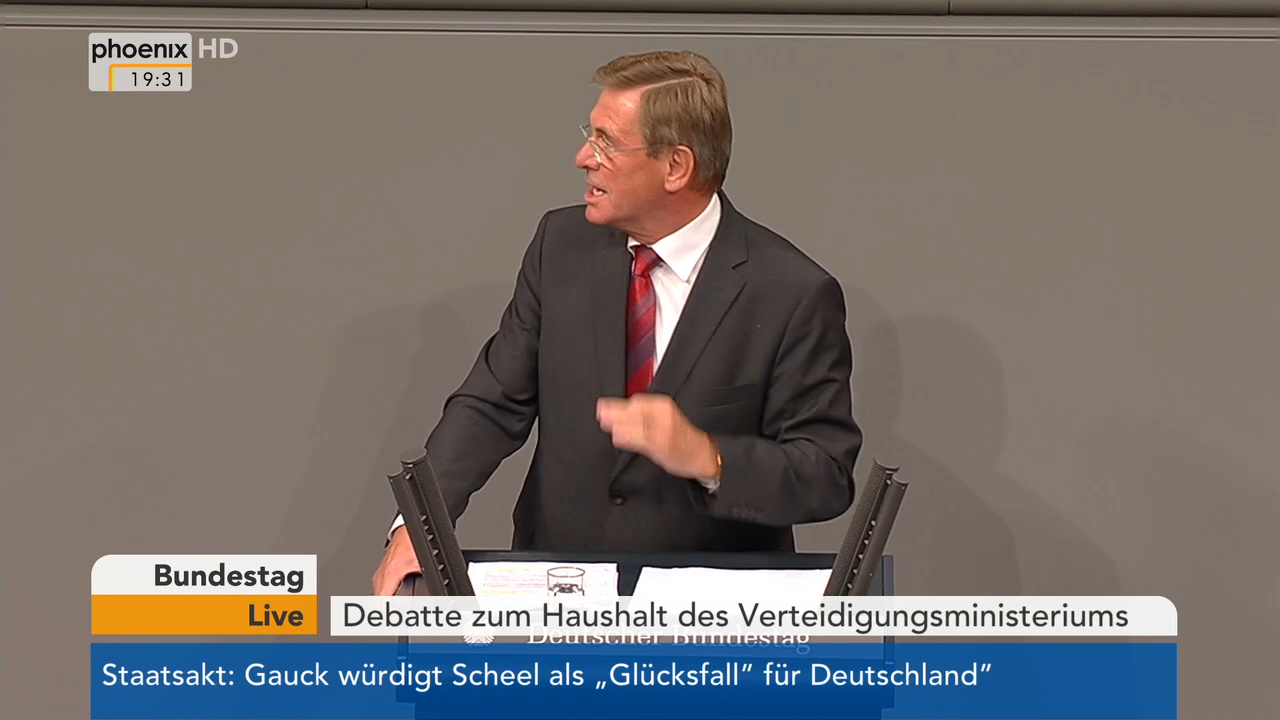 phoenix HD
19:31
Bundestag
Live
Debatte zum Haushalt des Verteidigungsministeriums
Deutscher Bundestag
Staatsakt: Gauck würdigt Scheel als „Glücksfall” für Deutschland”